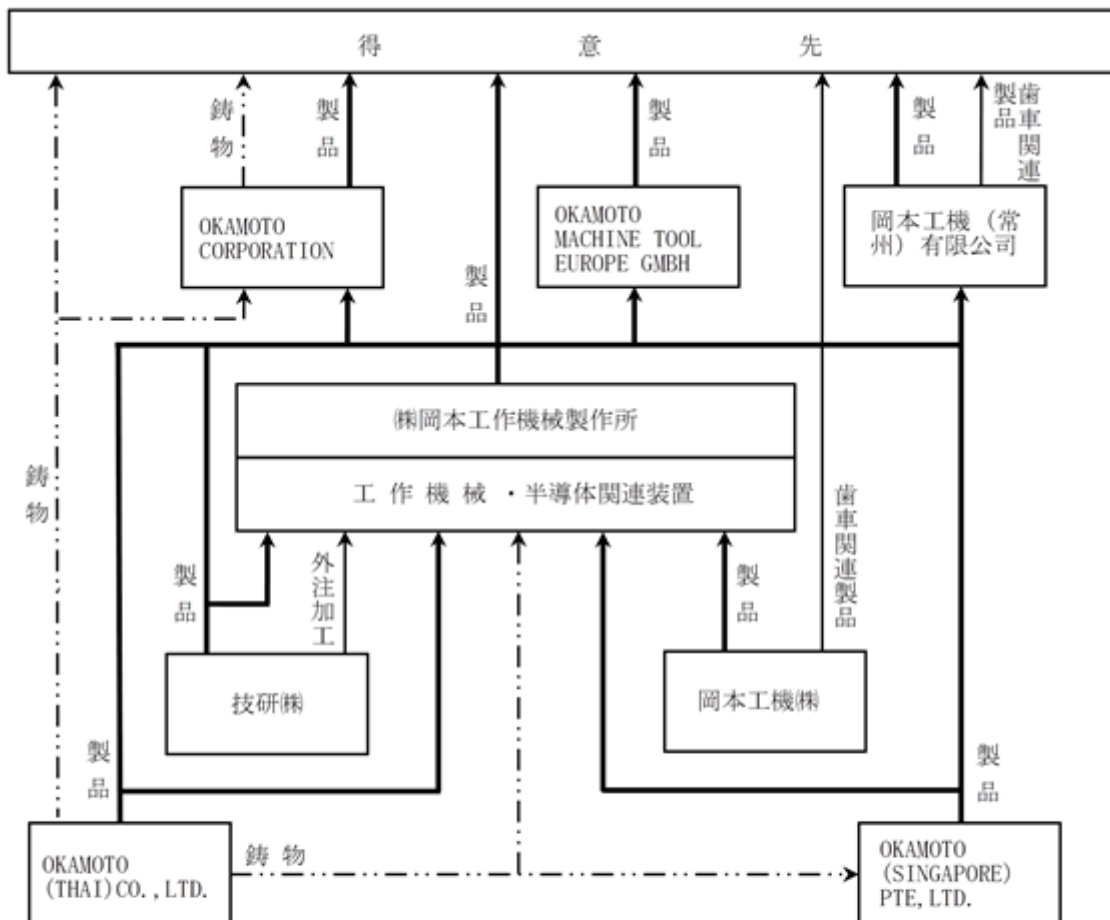 得意先
鋳物
製品
製品
製品
歯車関連
製品
OKAMOTO
CORPORATION
OKAMOTO
MACHINE TOOL
EUROPE GMBH
岡本工機（常
州）有限公司
製品
㈱岡本工作機械製作所
工作機械・半導体関連装置
鋳物
製品
外注加工
製品
歯車関連製品
技研㈱
岡本工機㈱
製品
製品
OKAMOTO
(THAI)CO.,LTD.
鋳物
OKAMOTO
(SINGAPORE)
PTE,LTD.